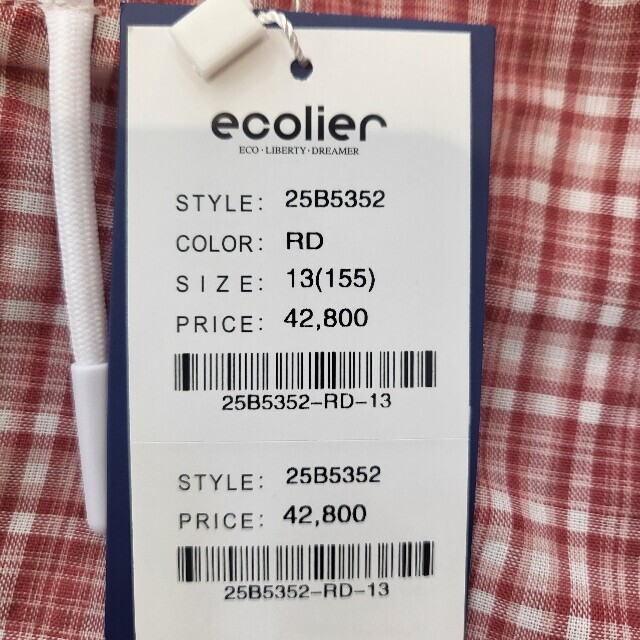 ecolier
ECO·LIBERTY·DREAMER
STYLE: 25B5352
COLOR: RD
SIZE: 13(155)
PRICE: 42,800
25B5352-RD-13
STYLE: 25B5352
PRICE: 42,800
25B5352-RD-13